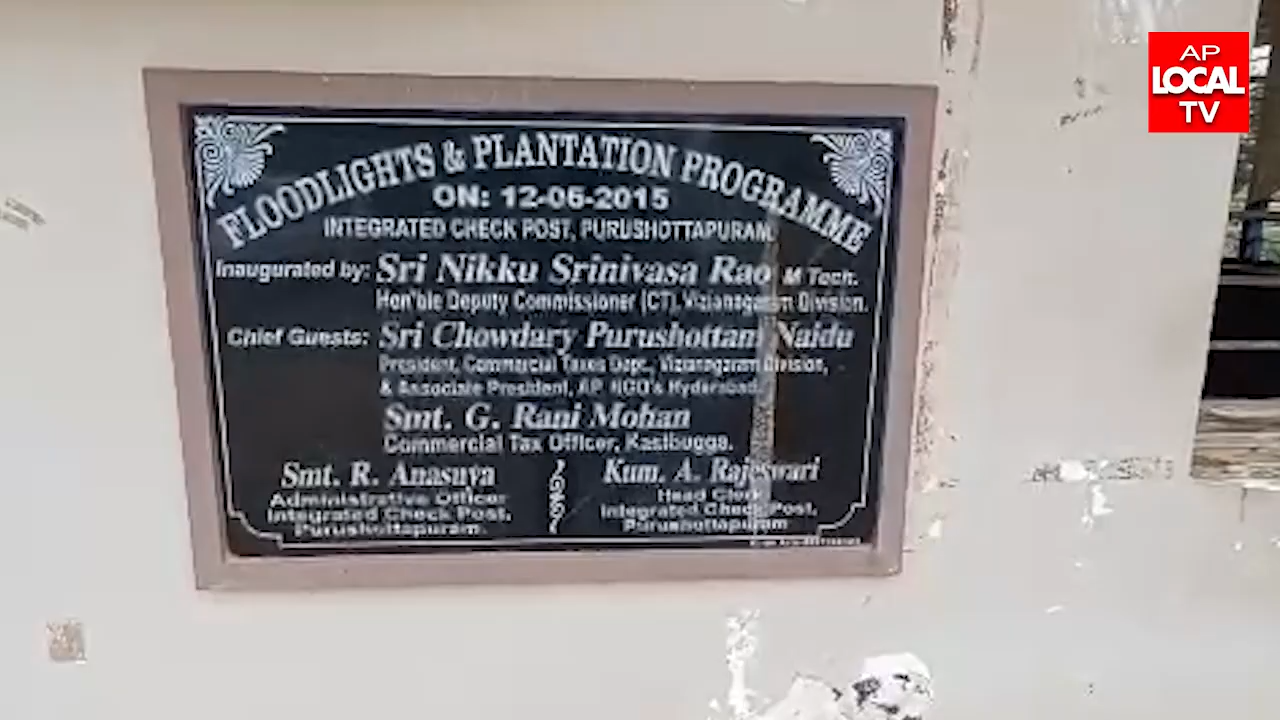 AP
LOCAL
TV
FLOODLIGHTS & PLANTATION PROGRAMME
ON: 12-06-2015
INTEGRATED CHECK POST, PURUSHOTTAPURAM
Inaugurated by: Sri Nikku Srinivasa Rao M Tech.
Hon'ble Deputy Commissioner (CT), Vizianagaram Division.
Chief Guests: Sri Chowdary Purushottam Naidu
President, Commercial Taxes Dept., Vizianagaram Division,
& Associate President, AP NGO's Hyderabad.
Smt. G. Rani Mohan
Commercial Tax Officer, Kasibugga.
Smt. R. Anasuya
Administrative Officer
Integrated Check Post,
Purushottapuram.
Kum. A. Rajeswari
Head Clerk
Integrated Check Post,
Purushottapuram